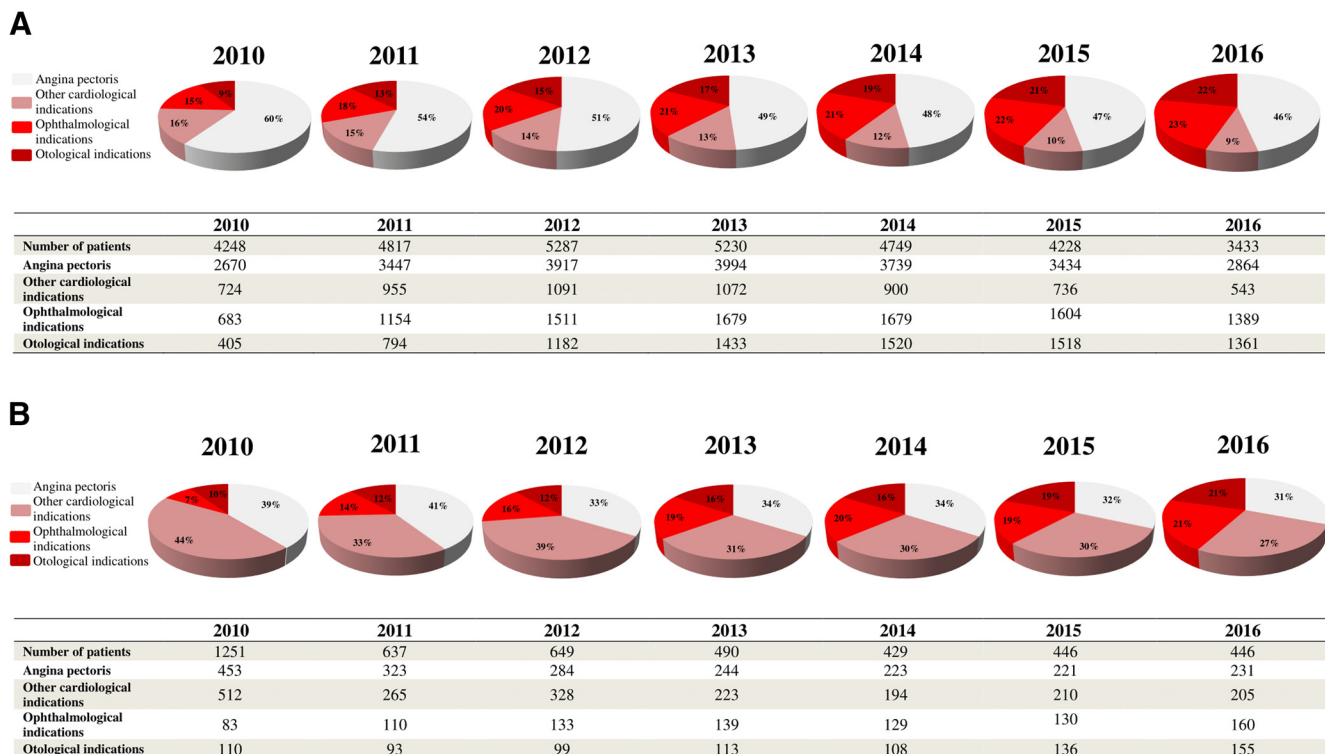 A
2010 2011 2012 2013 2014 2015 2016
Angina pectoris
Other cardiological
indications
Ophthalmological
indications
Otological indications
9% 15% 16% 60%
13% 18% 15% 54%
15% 20% 14% 51%
17% 21% 13% 49%
19% 21% 12% 48%
21% 22% 10% 47%
22% 23% 9% 46%
2010 2011 2012 2013 2014 2015 2016
Number of patients 4248 4817 5287 5230 4749 4228 3433
Angina pectoris 2670 3447 3917 3994 3739 3434 2864
Other cardiological
indications 724 955 1091 1072 900 736 543
Ophthalmological
indications 683 1154 1511 1679 1679 1604 1389
Otological indications 405 794 1182 1433 1520 1518 1361
B
2010 2011 2012 2013 2014 2015 2016
Angina pectoris
Other cardiological
indications
Ophthalmological
indications
Otological indications
10% 7% 44% 39%
12% 14% 33% 41%
12% 16% 39% 33%
16% 19% 31% 34%
16% 20% 30% 34%
19% 19% 30% 32%
21% 21% 27% 31%
2010 2011 2012 2013 2014 2015 2016
Number of patients 1251 637 649 490 429 446 446
Angina pectoris 453 323 284 244 223 221 231
Other cardiological
indications 512 265 328 223 194 210 205
Ophthalmological
indications 83 110 133 139 129 130 160
Otological indications 110 93 99 113 108 136 155